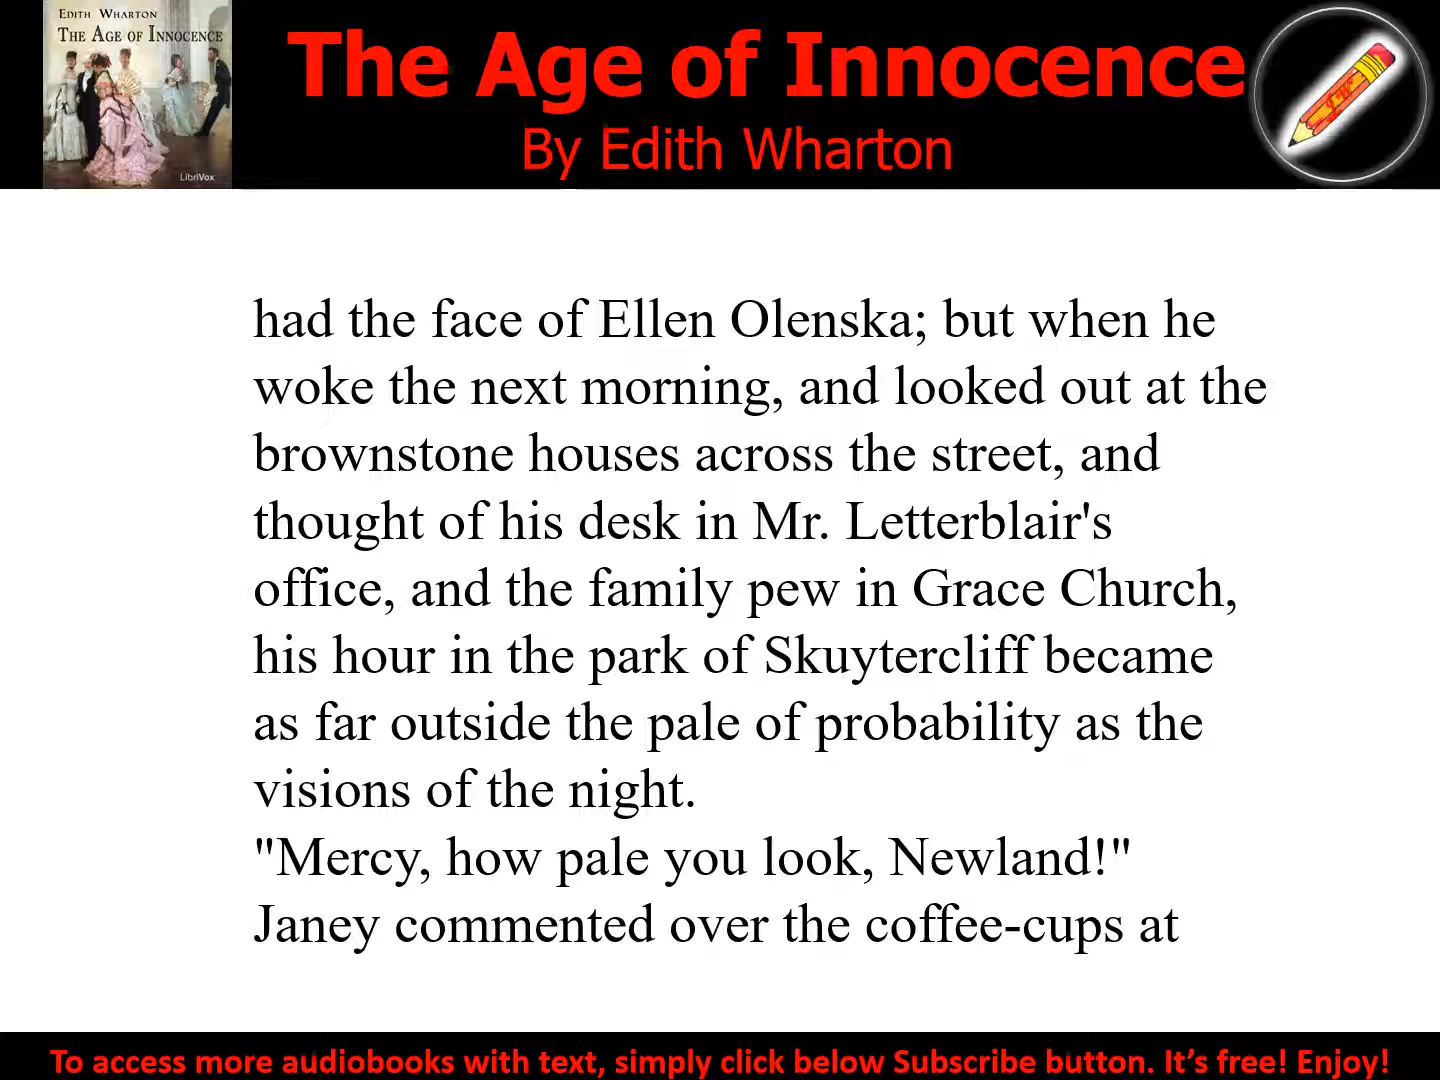 EDITH WHARTON
THE AGE OF INNOCENCE
LibriVox
The Age of Innocence
By Edith Wharton
had the face of Ellen Olenska; but when he
woke the next morning, and looked out at the
brownstone houses across the street, and
thought of his desk in Mr. Letterblair's
office, and the family pew in Grace Church,
his hour in the park of Skuytercliff became
as far outside the pale of probability as the
visions of the night.
"Mercy, how pale you look, Newland!"
Janey commented over the coffee-cups at
To access more audiobooks with text, simply click below Subscribe button. It’s free! Enjoy!